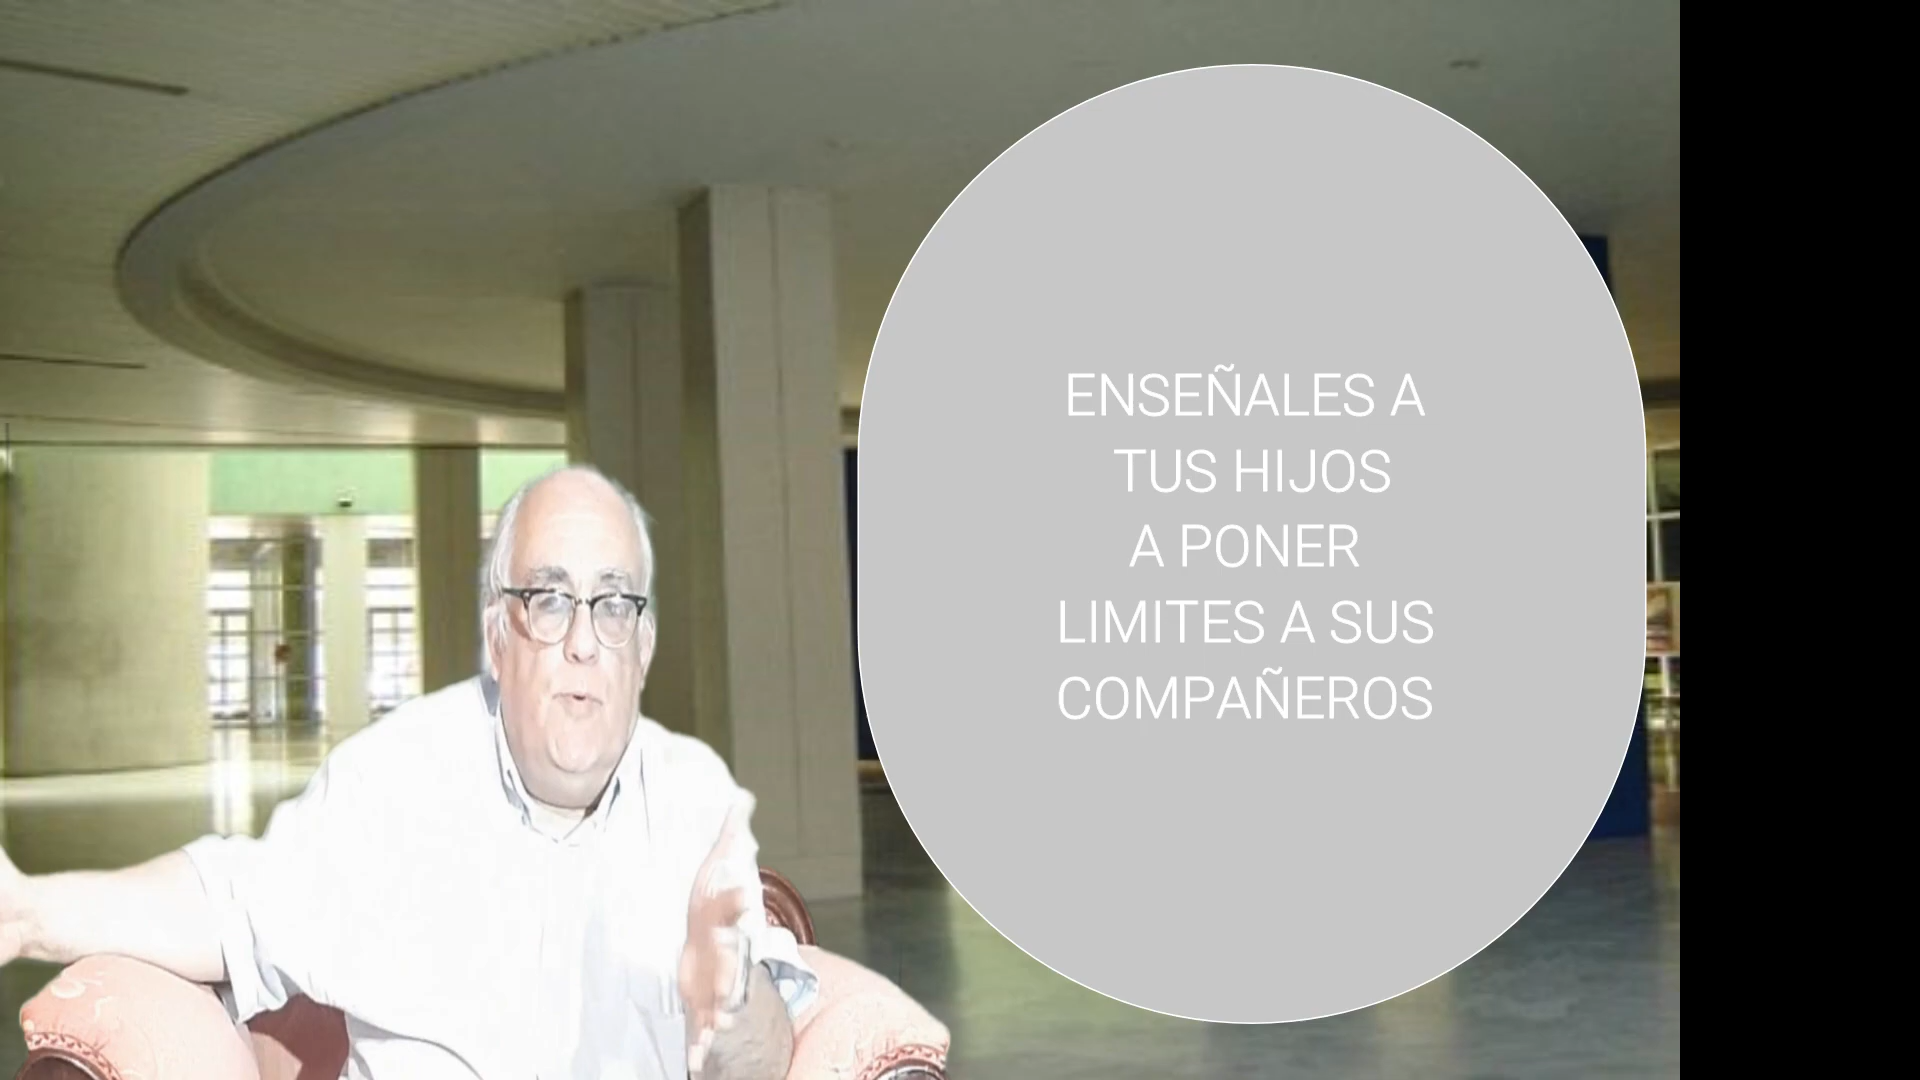 ENSEÑALES A
TUS HIJOS
A PONER
LIMITES A SUS
COMPAÑEROS